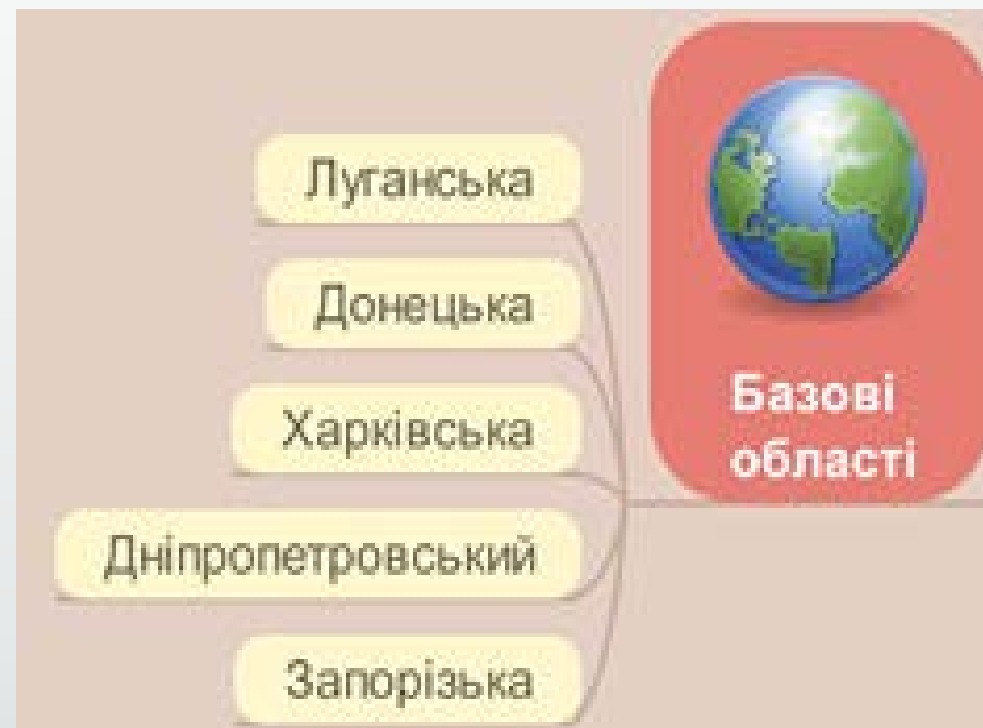 Луганська
Донецька
Харківська
Дніпропетровський
Запорізька
Базові
області